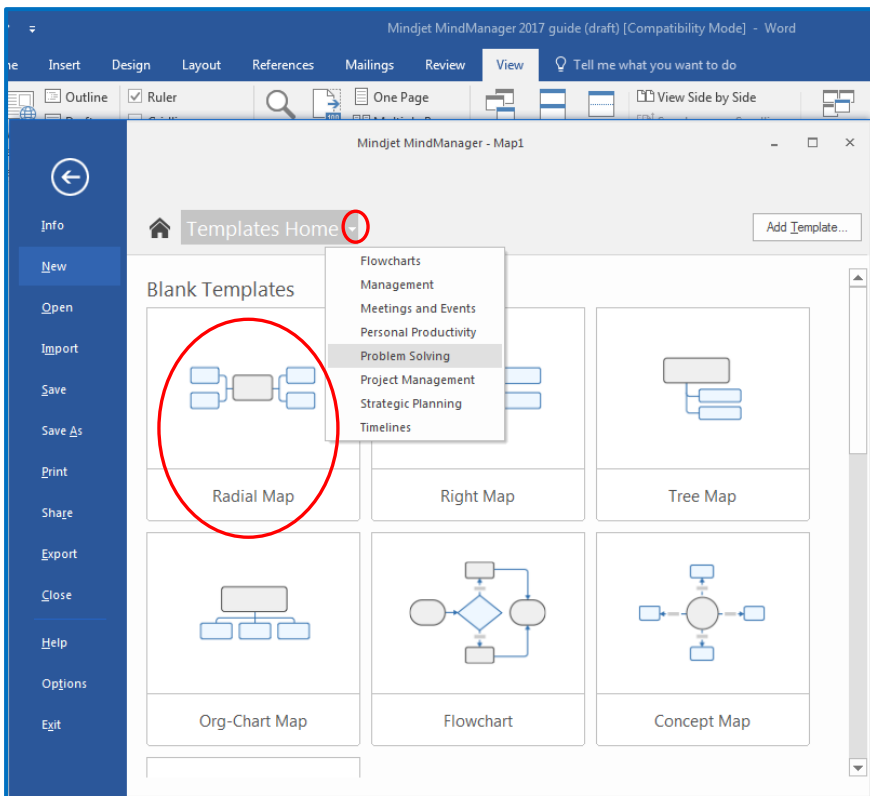 Mindjet MindManager 2017 guide (draft) [Compatibility Mode] - Word
Insert Design Layout References Mailings Review View Tell me what you want to do
Outline Ruler One Page View Side by Side
Mindjet MindManager - Map1
Info
New
Open
Import
Save
Save As
Print
Share
Export
Close
Help
Options
Exit
Templates Home
Add Template...
Flowcharts
Management
Meetings and Events
Personal Productivity
Problem Solving
Project Management
Strategic Planning
Timelines
Blank Templates
Radial Map
Right Map
Tree Map
Org-Chart Map
Flowchart
Concept Map